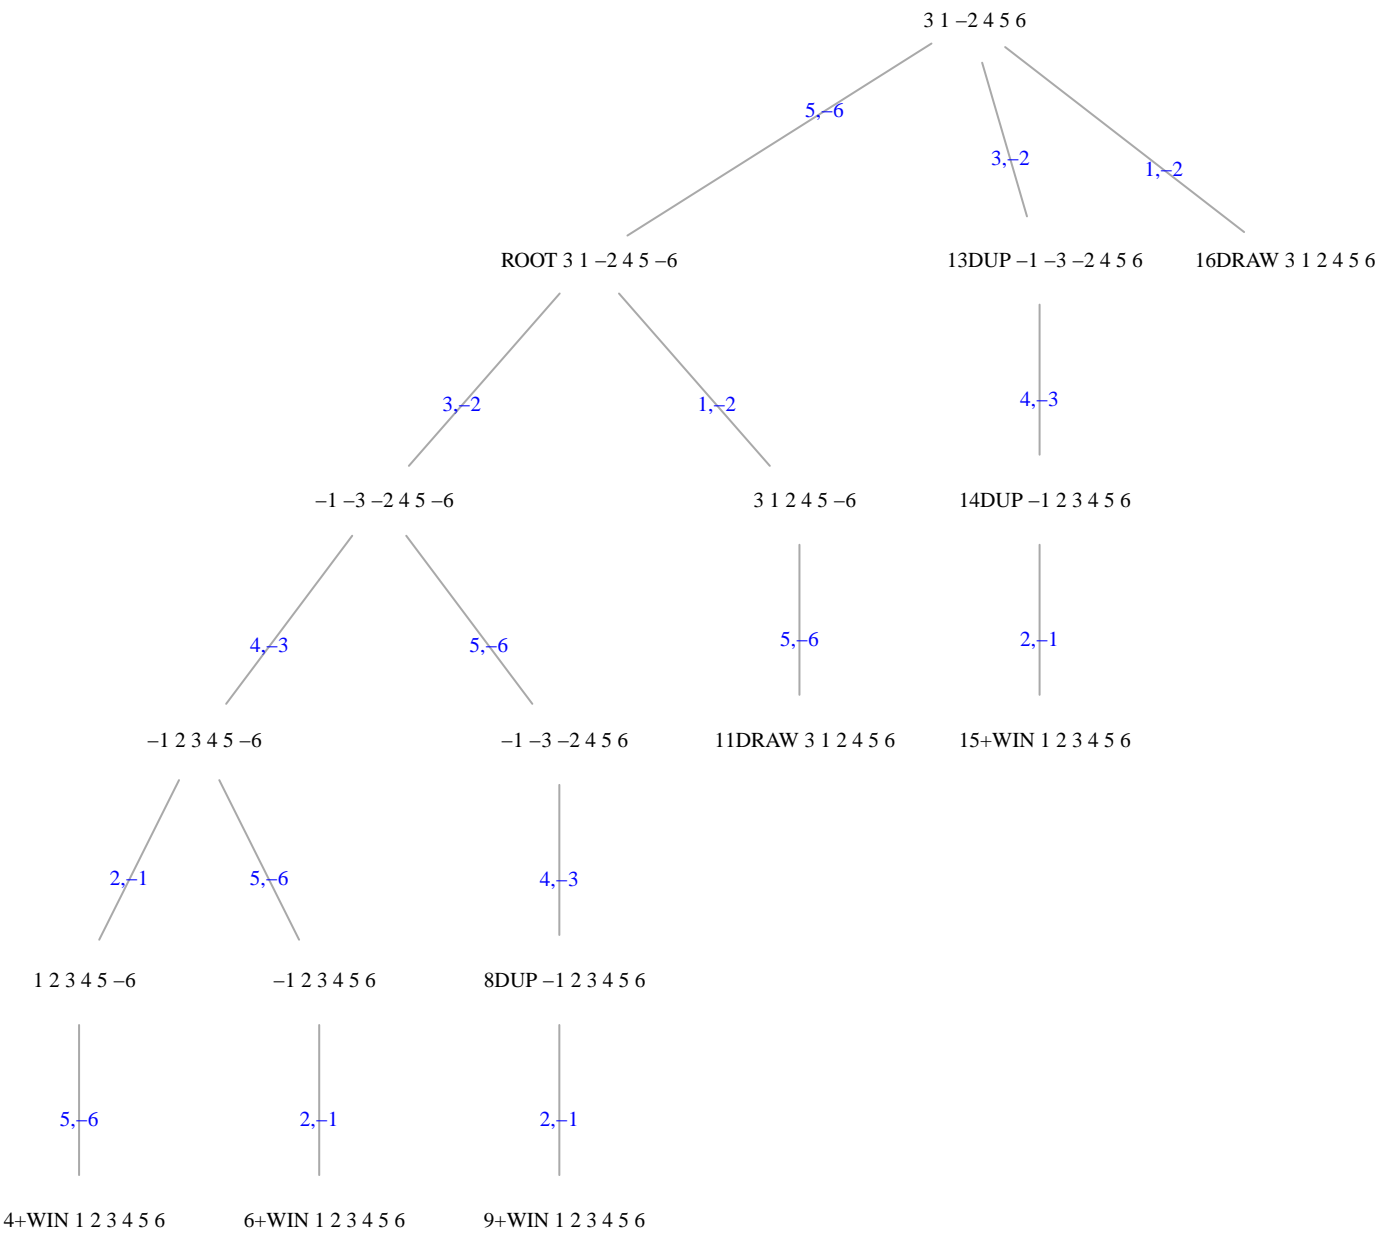 3 1 –2 4 5 6
5,–6
3,–2
1,–2
ROOT 3 1 –2 4 5 –6
13DUP –1 –3 –2 4 5 6
16DRAW 3 1 2 4 5 6
3,–2
1,–2
4,–3
–1 –3 –2 4 5 –6
3 1 2 4 5 –6
14DUP –1 2 3 4 5 6
4,–3
5,–6
5,–6
2,–1
–1 2 3 4 5 –6
–1 –3 –2 4 5 6
11DRAW 3 1 2 4 5 6
15+WIN 1 2 3 4 5 6
2,–1
5,–6
4,–3
1 2 3 4 5 –6
–1 2 3 4 5 6
8DUP –1 2 3 4 5 6
5,–6
2,–1
2,–1
4+WIN 1 2 3 4 5 6
6+WIN 1 2 3 4 5 6
9+WIN 1 2 3 4 5 6